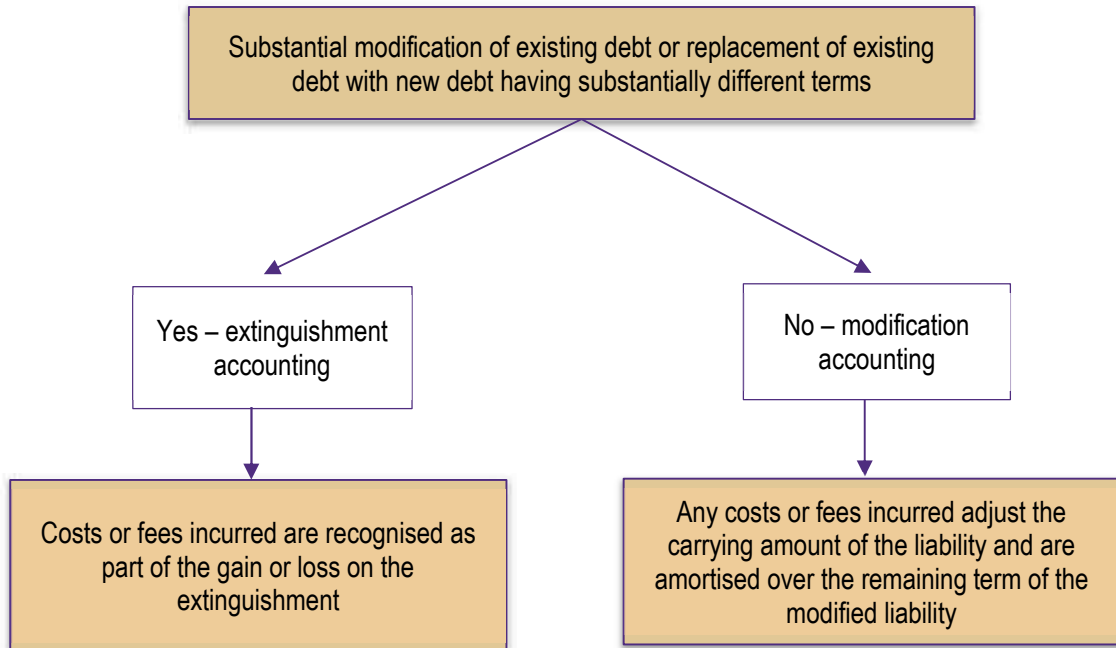 Substantial modification of existing debt or replacement of existing
debt with new debt having substantially different terms
Yes – extinguishment
accounting
No – modification
accounting
Costs or fees incurred are recognised as
part of the gain or loss on the
extinguishment
Any costs or fees incurred adjust the
carrying amount of the liability and are
amortised over the remaining term of the
modified liability